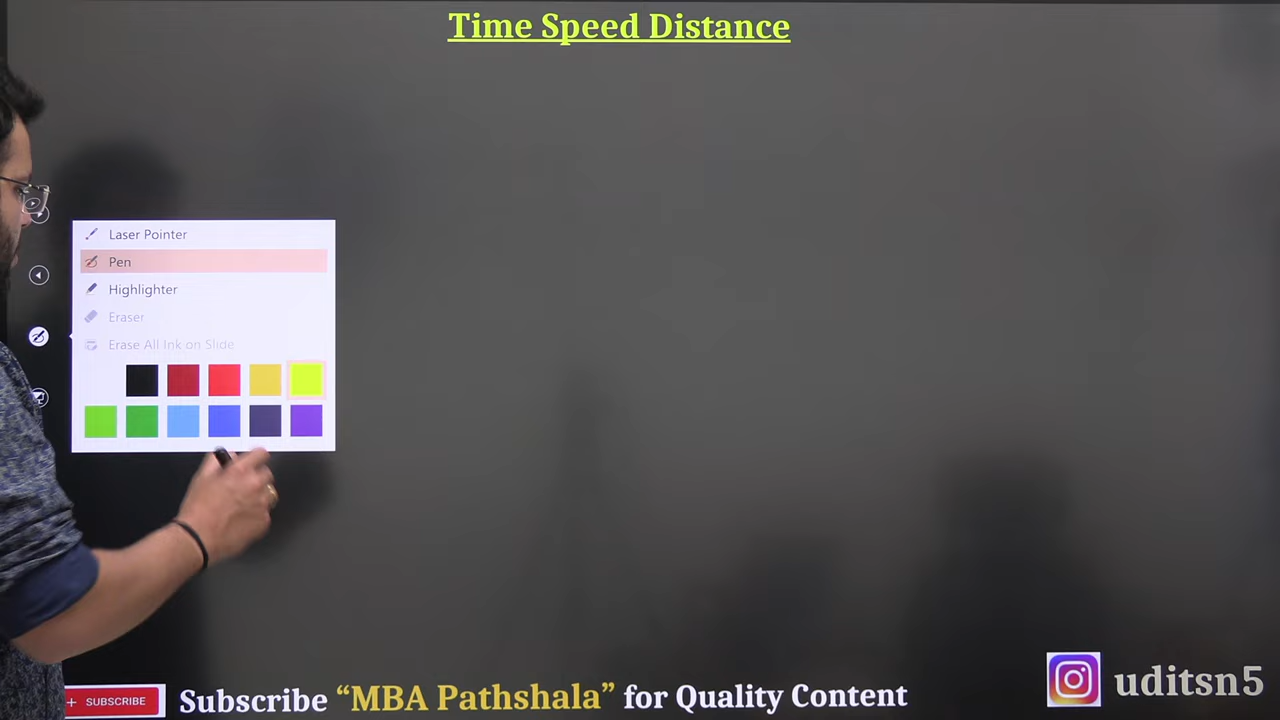 Time Speed Distance
Laser Pointer
Pen
Highlighter
Eraser
Erase All Ink on Slide
SUBSCRIBE
Subscribe “MBA Pathshala” for Quality Content
uditsn5